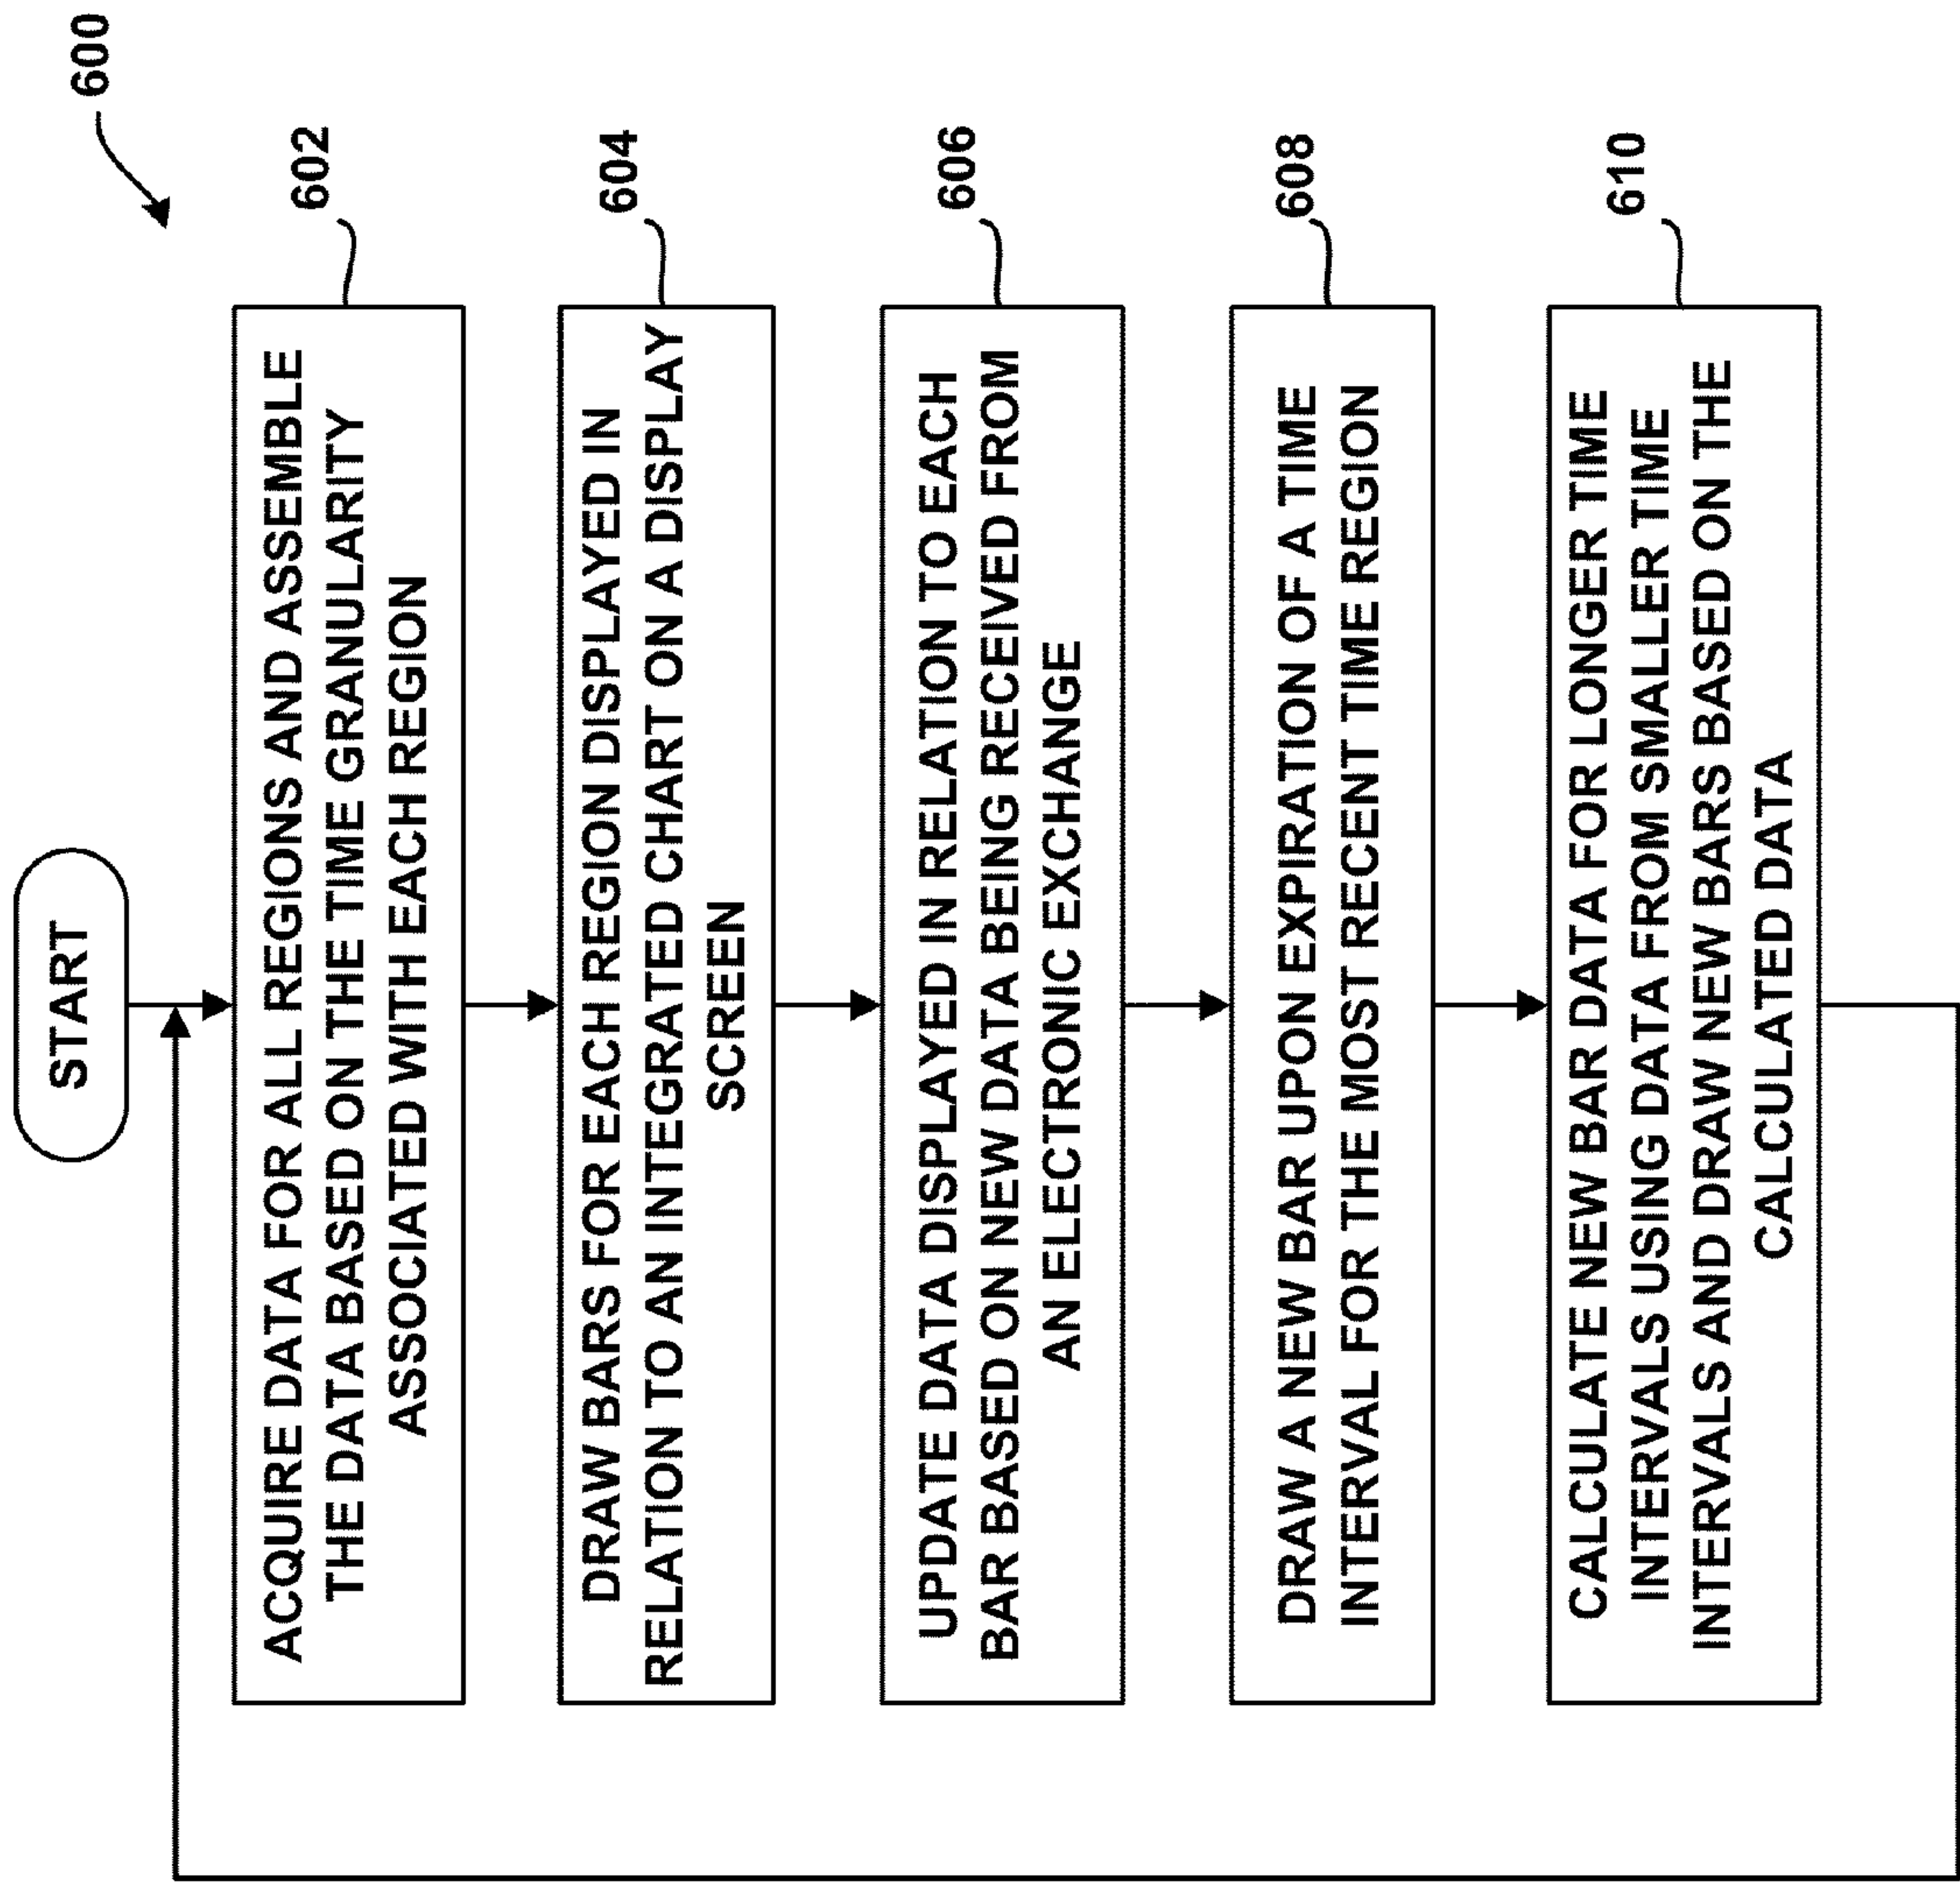 600
START
ACQUIRE DATA FOR ALL REGIONS AND ASSEMBLE
THE DATA BASED ON THE TIME GRANULARITY
ASSOCIATED WITH EACH REGION
602
DRAW BARS FOR EACH REGION DISPLAYED IN
RELATION TO AN INTEGRATED CHART ON A DISPLAY
SCREEN
604
UPDATE DATA DISPLAYED IN RELATION TO EACH
BAR BASED ON NEW DATA BEING RECEIVED FROM
AN ELECTRONIC EXCHANGE
606
DRAW A NEW BAR UPON EXPIRATION OF A TIME
INTERVAL FOR THE MOST RECENT TIME REGION
608
CALCULATE NEW BAR DATA FOR LONGER TIME
INTERVALS USING DATA FROM SMALLER TIME
INTERVALS AND DRAW NEW BARS BASED ON THE
CALCULATED DATA
610